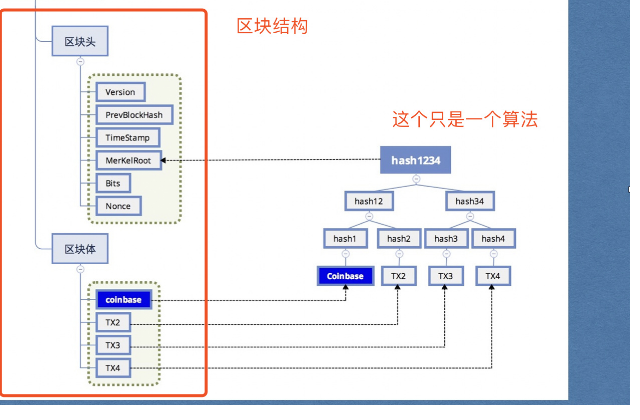 区块结构
区块头
Version
PrevBlockHash
TimeStamp
MerKelRoot
Bits
Nonce
区块体
coinbase
TX2
TX3
TX4
这个只是一个算法
hash1234
hash12 hash34
hash1 hash2 hash3 hash4
Coinbase TX2 TX3 TX4